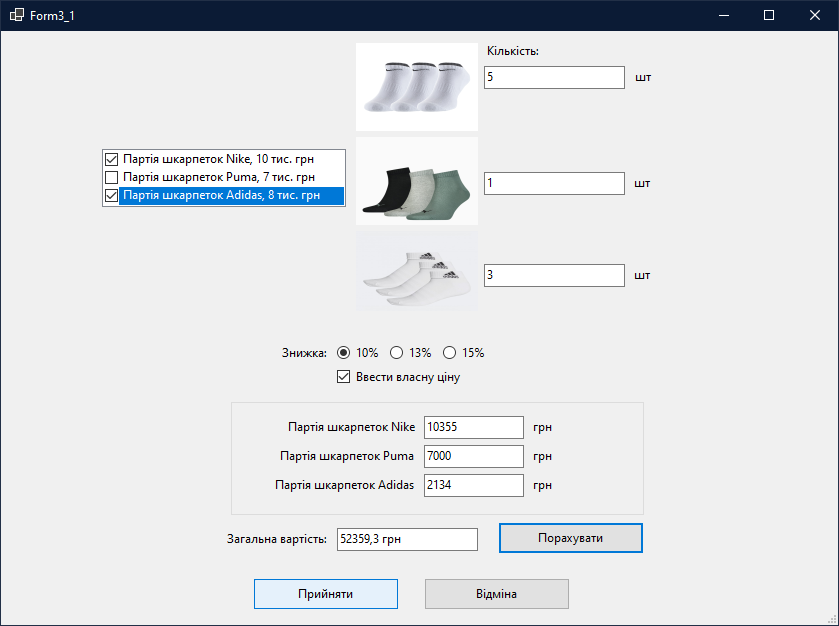 Form3_1
Кількість:
5 шт
Партія шкарпеток Nike, 10 тис. грн
Партія шкарпеток Puma, 7 тис. грн
Партія шкарпеток Adidas, 8 тис. грн
1 шт
3 шт
Знижка: 10% 13% 15%
Ввести власну ціну
Партія шкарпеток Nike 10355 грн
Партія шкарпеток Puma 7000 грн
Партія шкарпеток Adidas 2134 грн
Загальна вартість: 52359,3 грн Порахувати
Прийняти Відміна